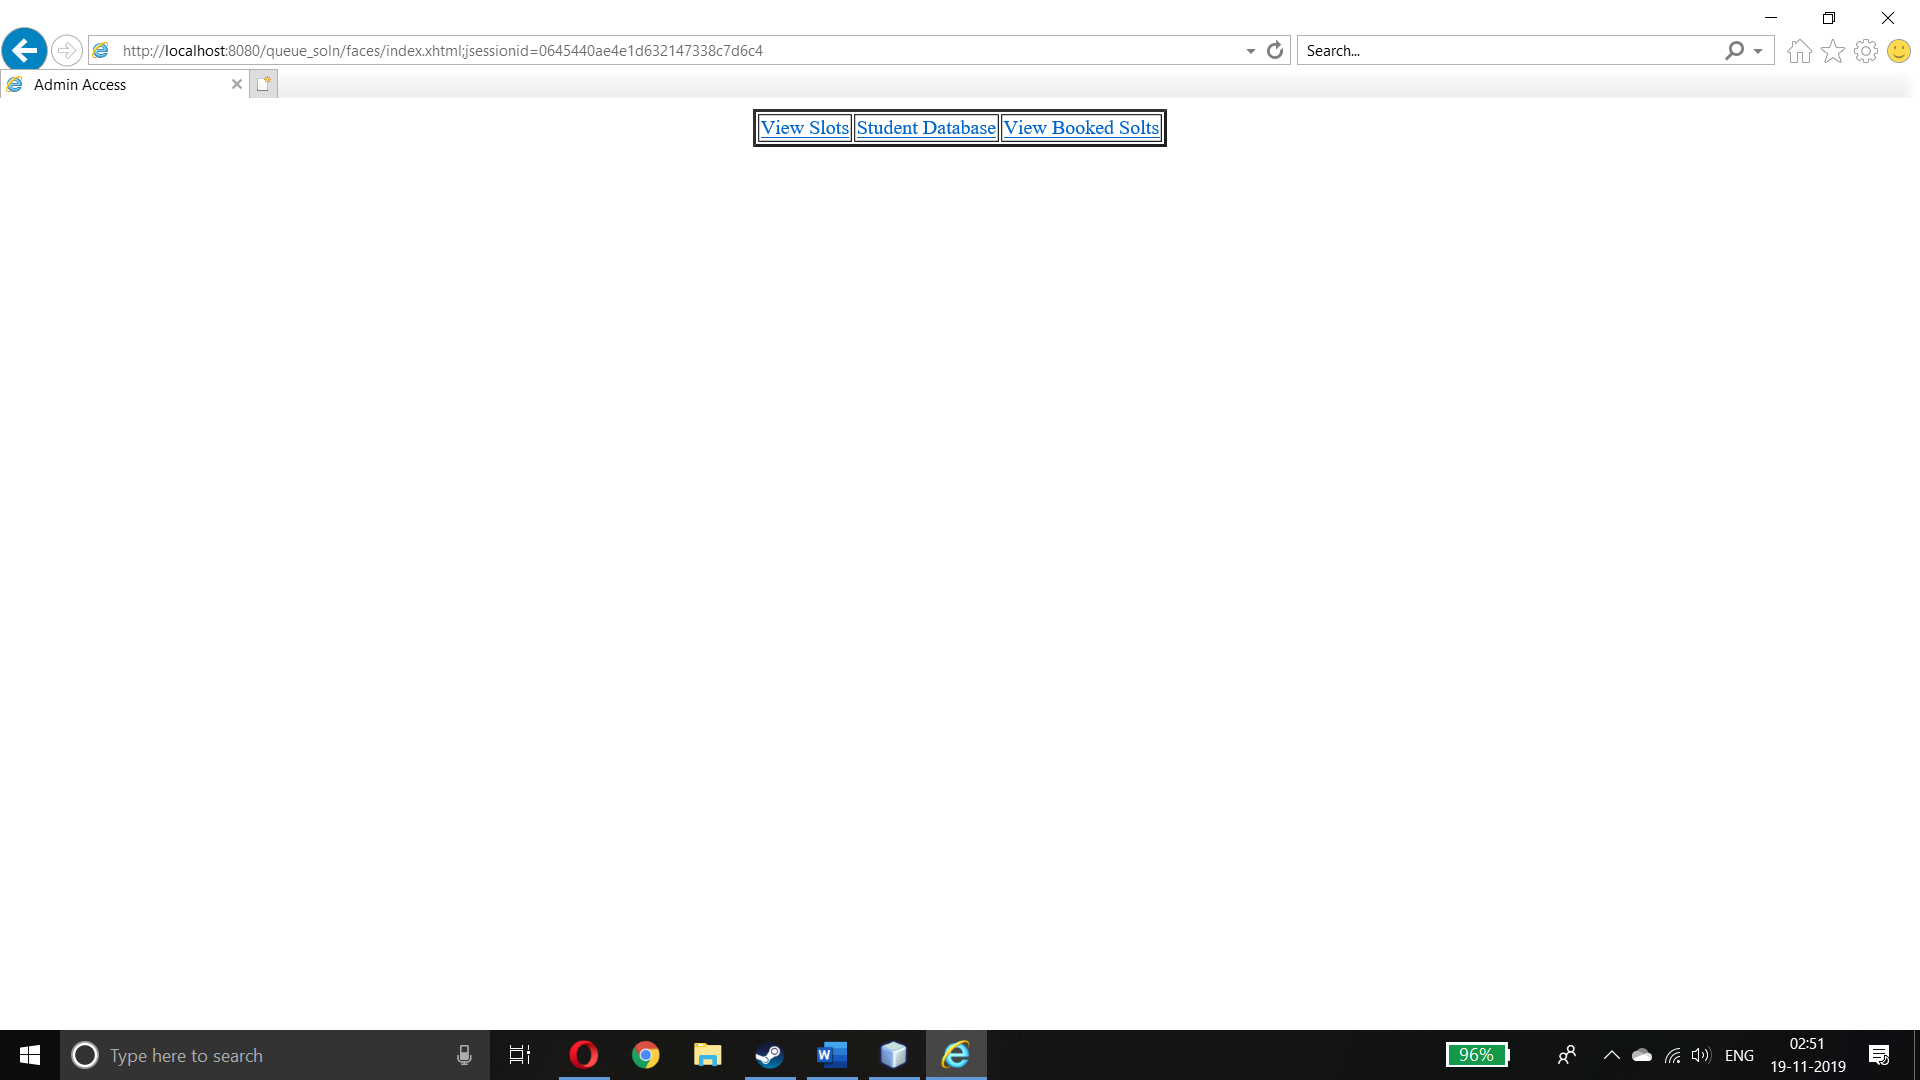 http://localhost:8080/queue_soln/faces/index.xhtml;jsessionid=0645440ae4e1d632147338c7d6c4
Search...
Admin Access
View Slots Student Database View Booked Solts
Type here to search
W
96%
ENG
02:51
19-11-2019
5